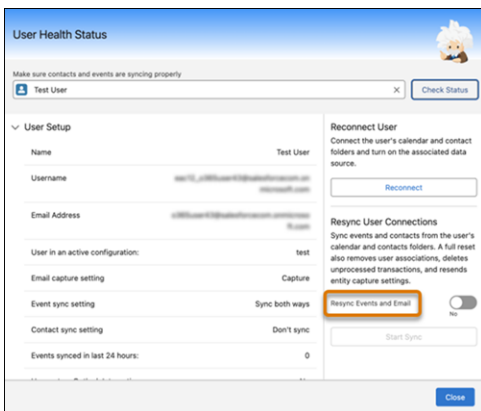 User Health Status
Make sure contacts and events are syncing properly
Test User
Check Status
User Setup
Name Test User
Username
Email Address
User in an active configuration: test
Email capture setting Capture
Event sync setting Sync both ways
Contact sync setting Don't sync
Events synced in last 24 hours: 0
Reconnect User
Connect the user's calendar and contact
folders and turn on the associated data
source.
Reconnect
Resync User Connections
Sync events and contacts from the user's
calendar and contacts folders. A full reset
also removes user associations, deletes
unprocessed transactions, and resends
entity capture settings.
Resync Events and Email
No
Start Sync
Close